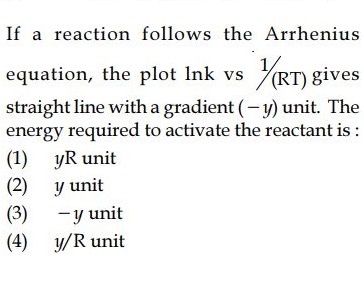 If a reaction follows the Arrhenius
equation, the plot lnk vs 1/(RT) gives
straight line with a gradient (−y) unit. The
energy required to activate the reactant is :
(1) yR unit
(2) y unit
(3) −y unit
(4) y/R unit